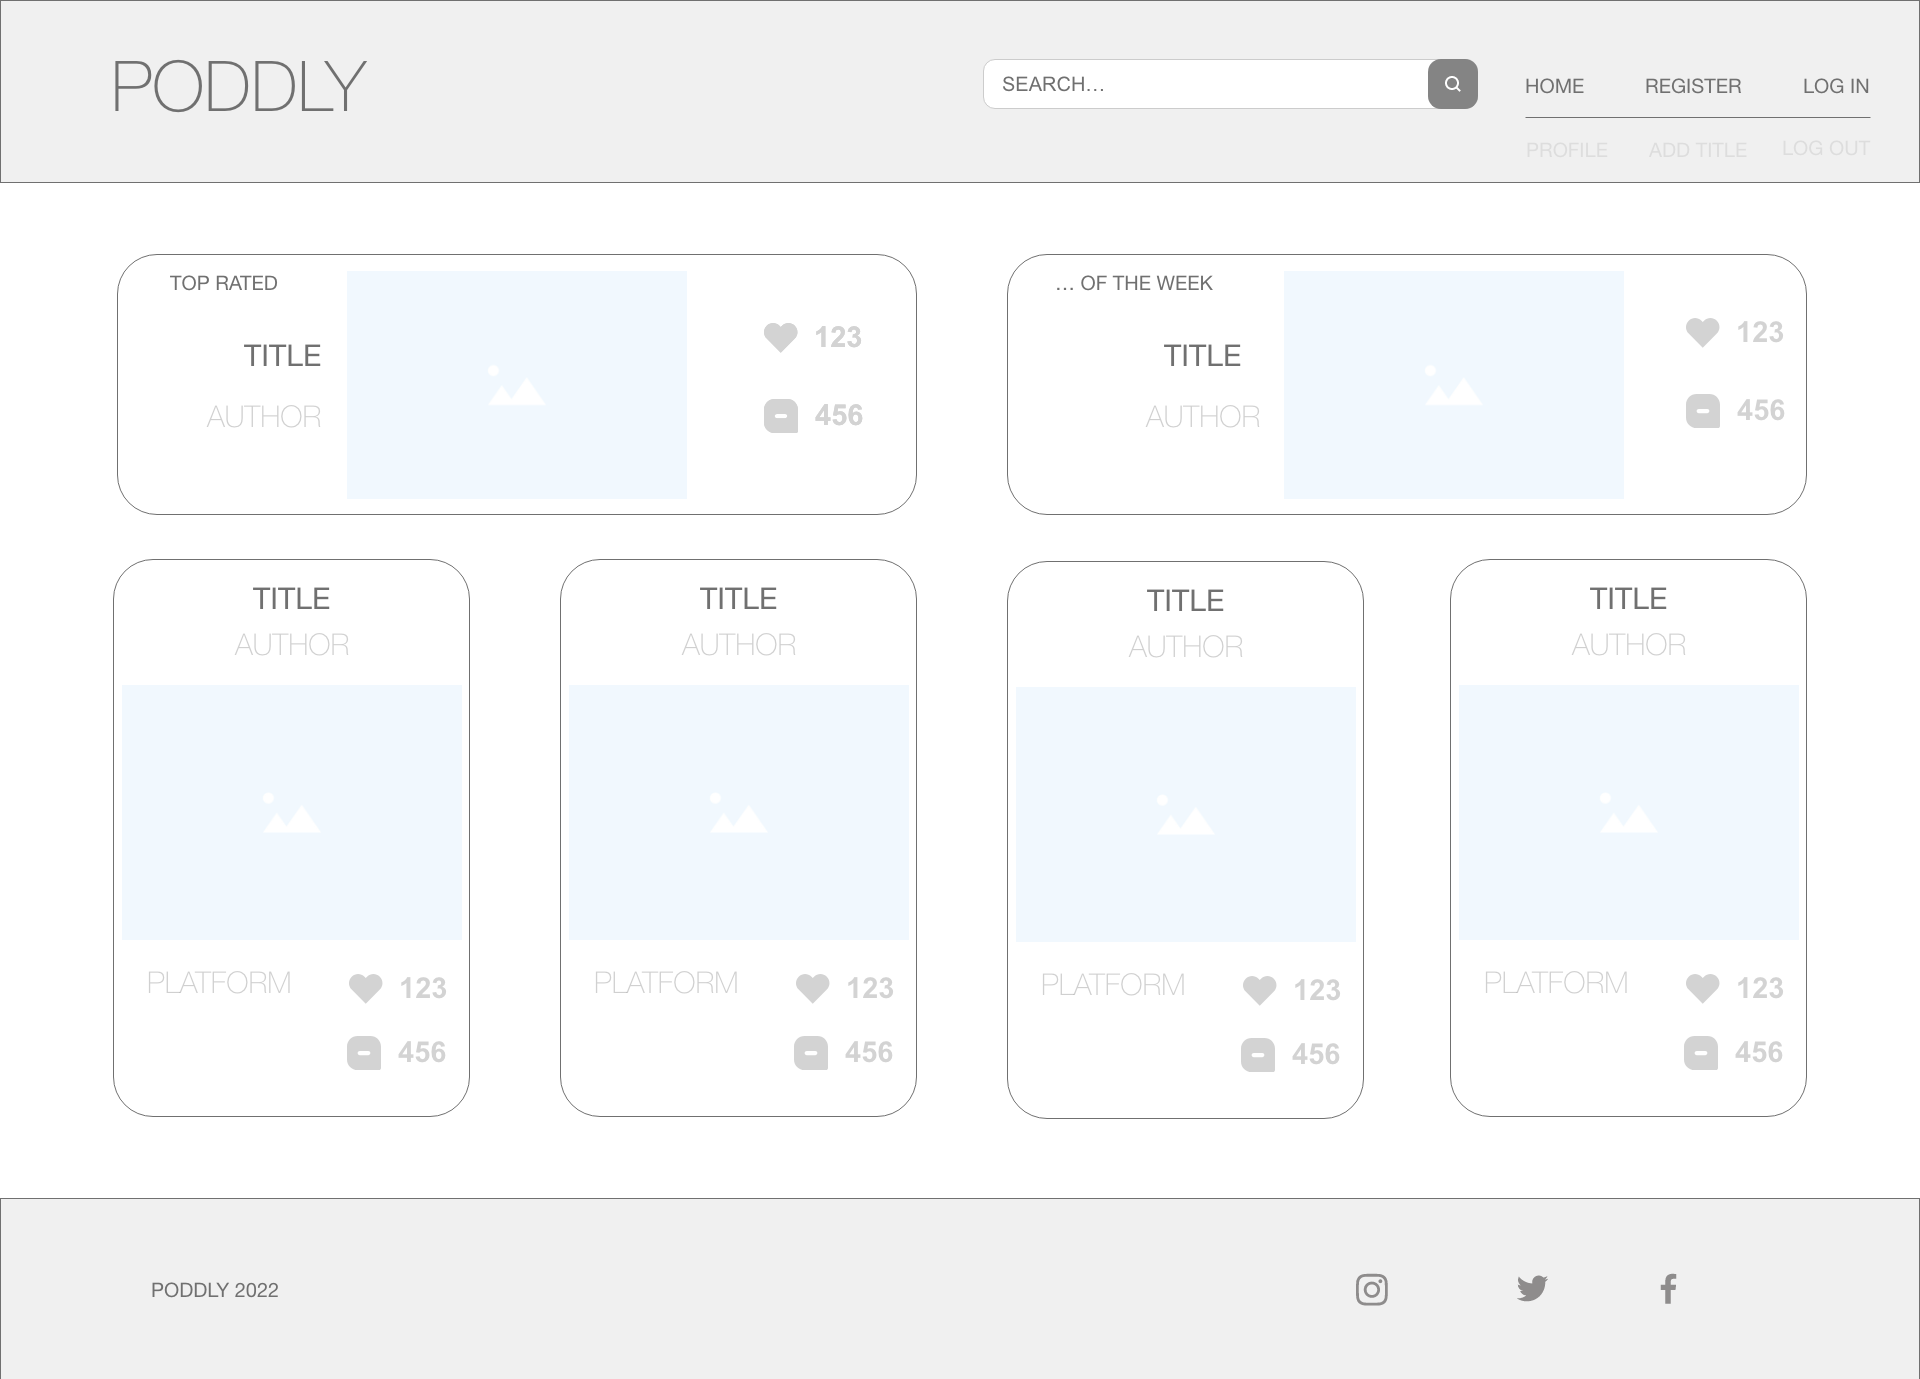 PODDLY
SEARCH...
HOME REGISTER LOG IN
PROFILE ADD TITLE LOG OUT
TOP RATED
TITLE
AUTHOR
123
456
... OF THE WEEK
TITLE
AUTHOR
123
456
TITLE
AUTHOR
PLATFORM 123
456
TITLE
AUTHOR
PLATFORM 123
456
TITLE
AUTHOR
PLATFORM 123
456
TITLE
AUTHOR
PLATFORM 123
456
PODDLY 2022